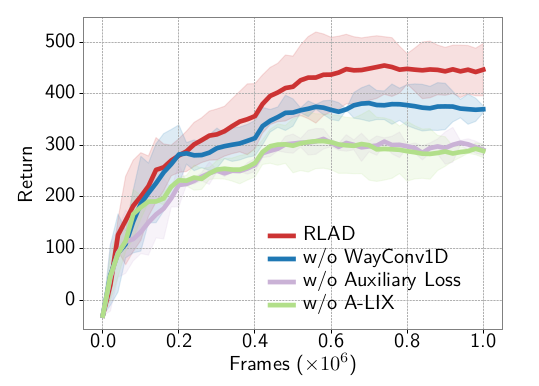 500
400
300
200
100
0
Return
RLAD
w/o WayConv1D
w/o Auxiliary Loss
w/o A-LIX
0.0 0.2 0.4 0.6 0.8 1.0
Frames (×10⁶)